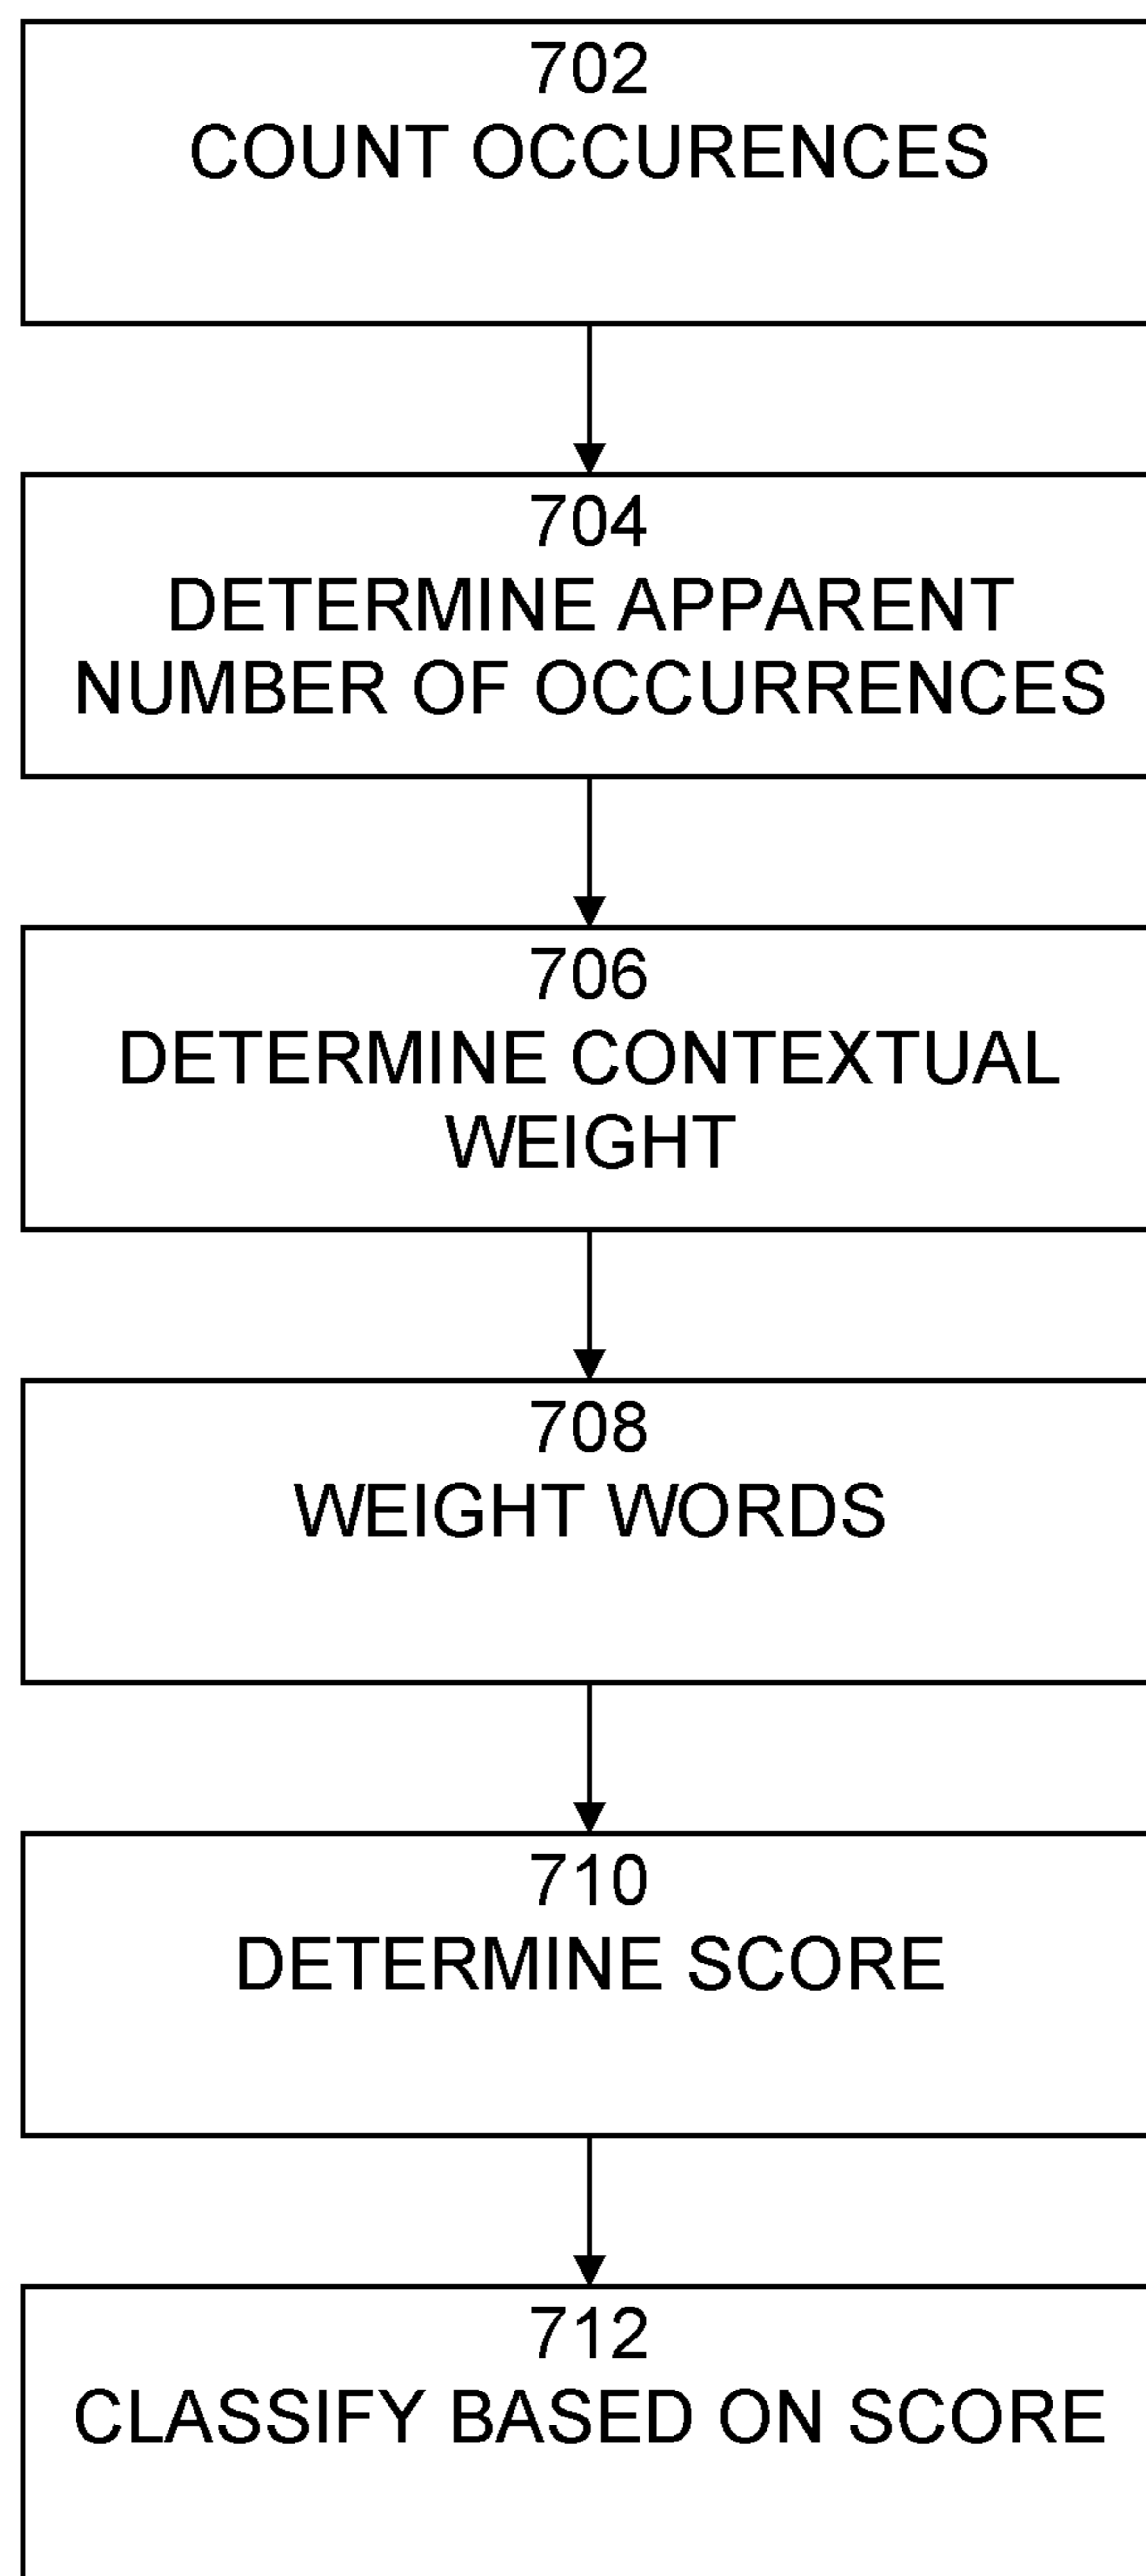 702
COUNT OCCURENCES
704
DETERMINE APPARENT
NUMBER OF OCCURRENCES
706
DETERMINE CONTEXTUAL
WEIGHT
708
WEIGHT WORDS
710
DETERMINE SCORE
712
CLASSIFY BASED ON SCORE